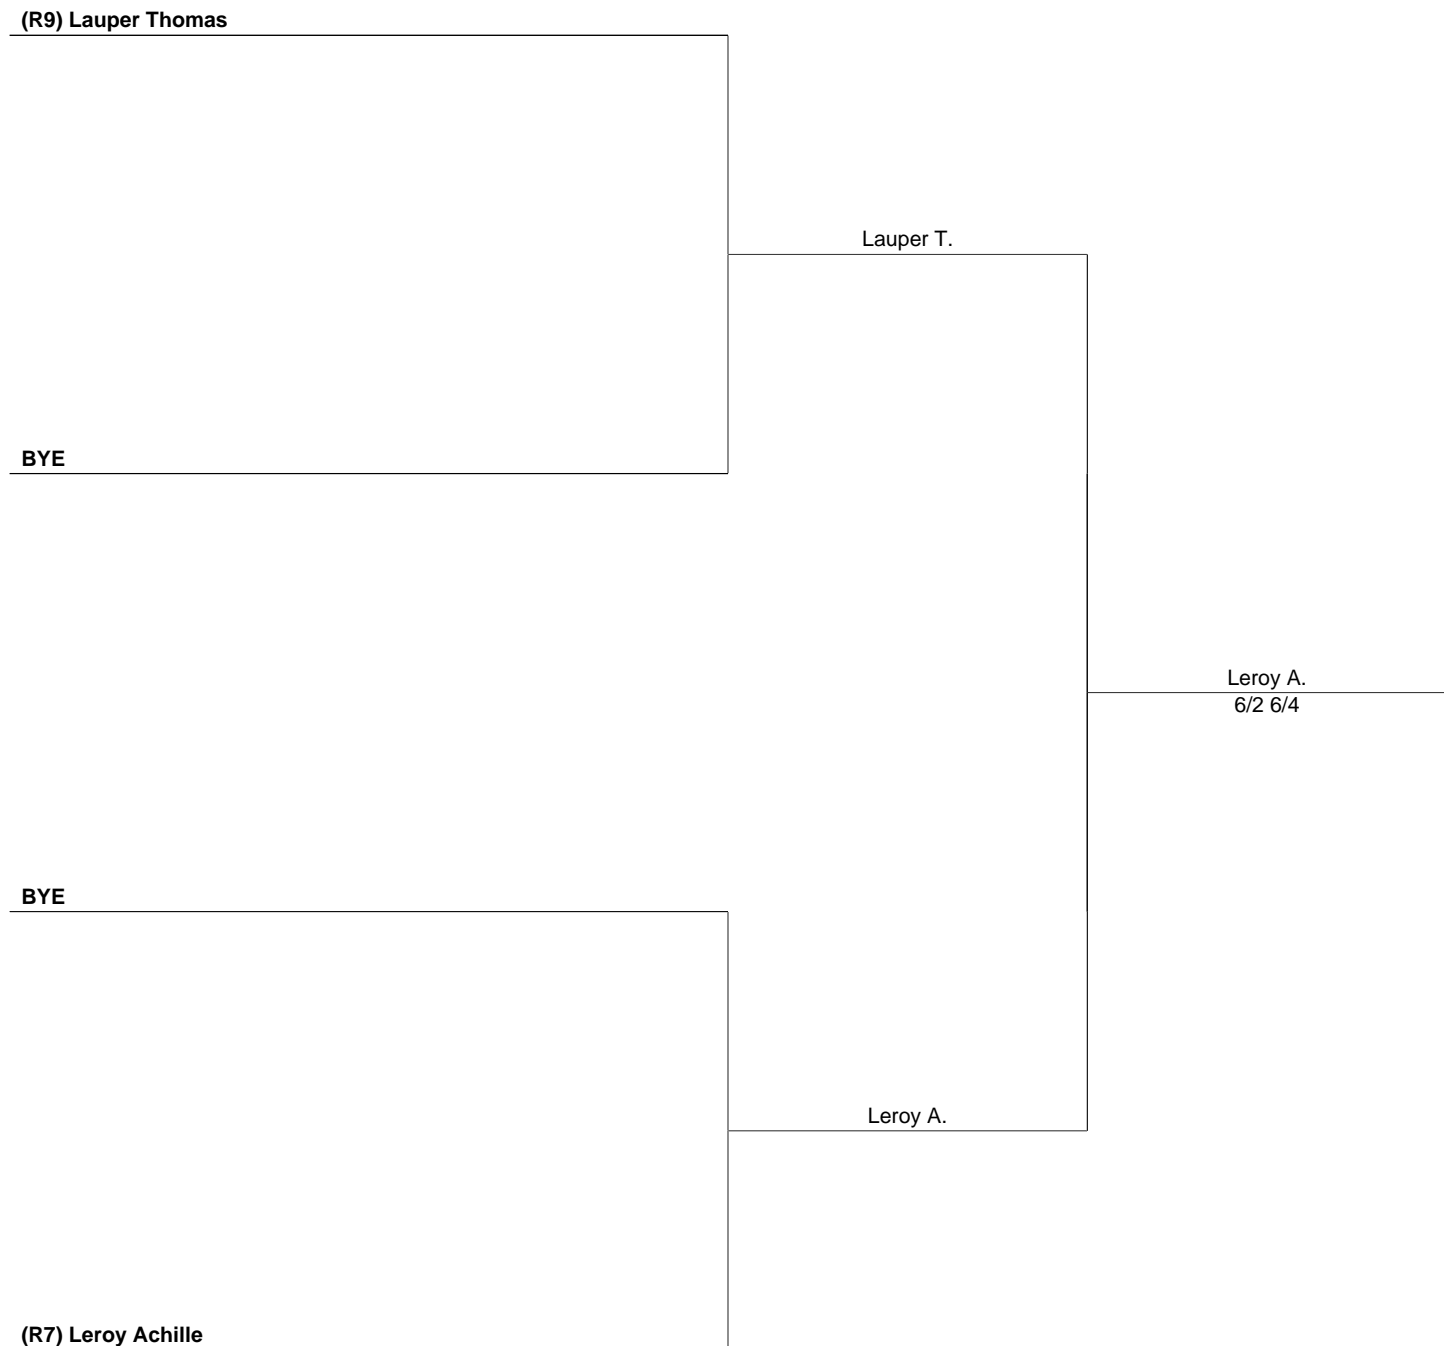 (R9) Lauper Thomas
Lauper T.
BYE
Leroy A.
6/2 6/4
BYE
Leroy A.
(R7) Leroy Achille